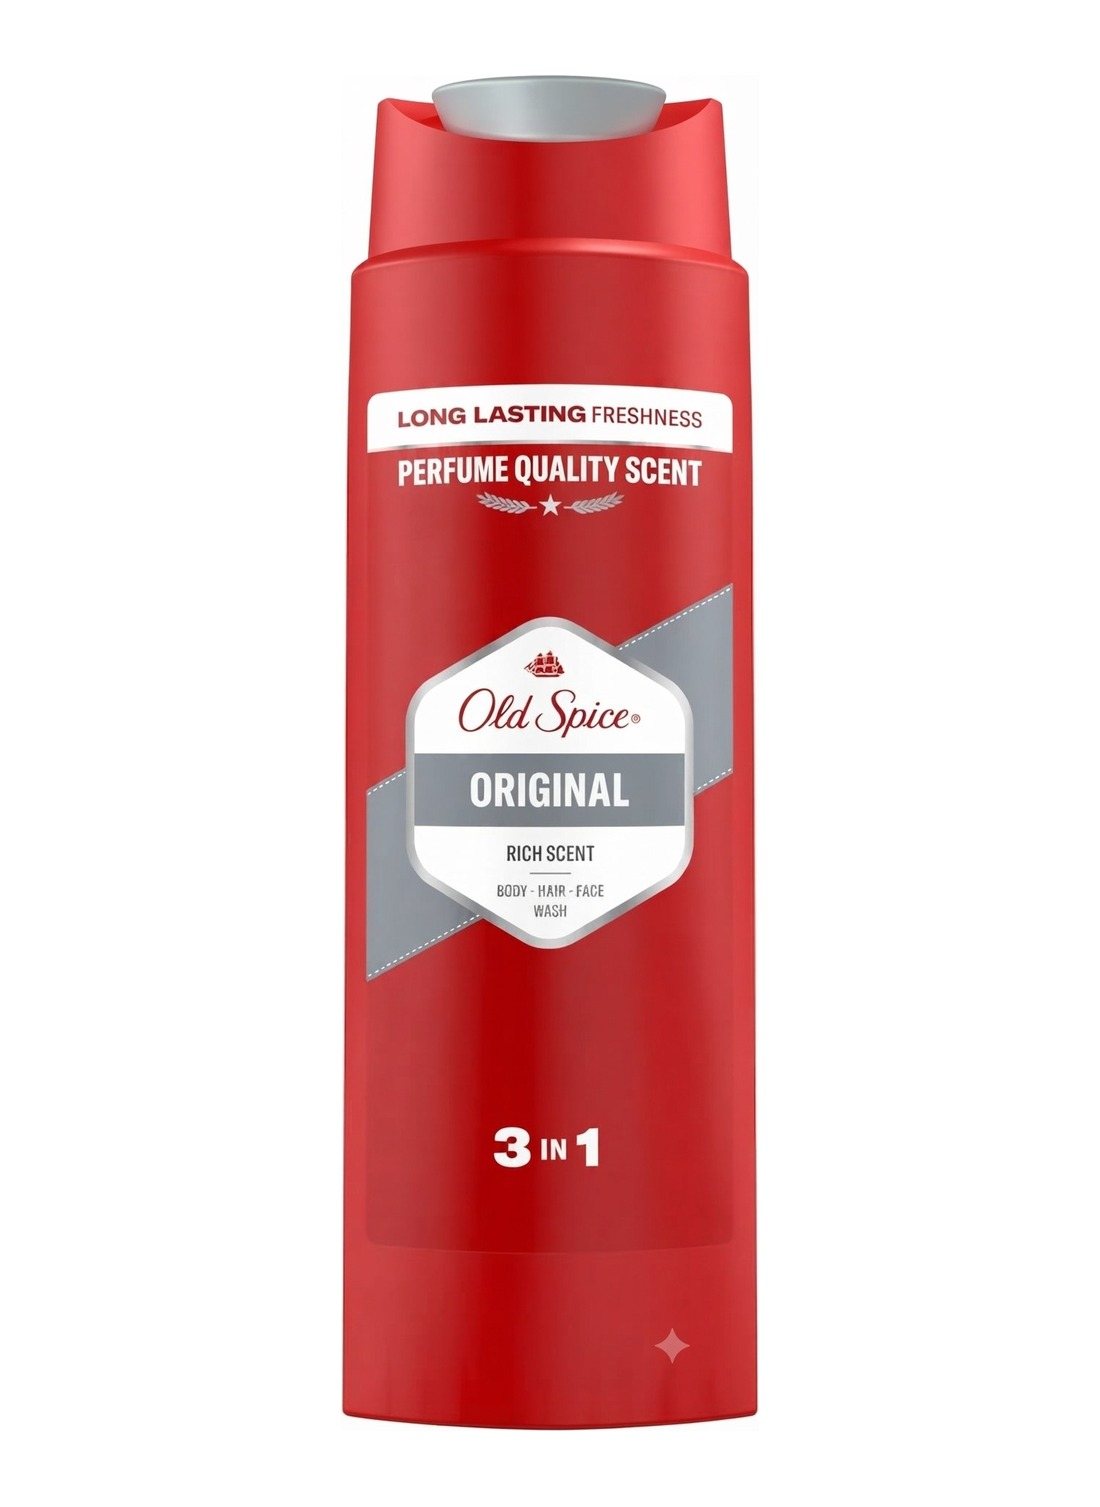 LONG LASTING FRESHNESS
PERFUME QUALITY SCENT
Old Spice®
ORIGINAL
RICH SCENT
BODY - HAIR - FACE
WASH
3 IN 1